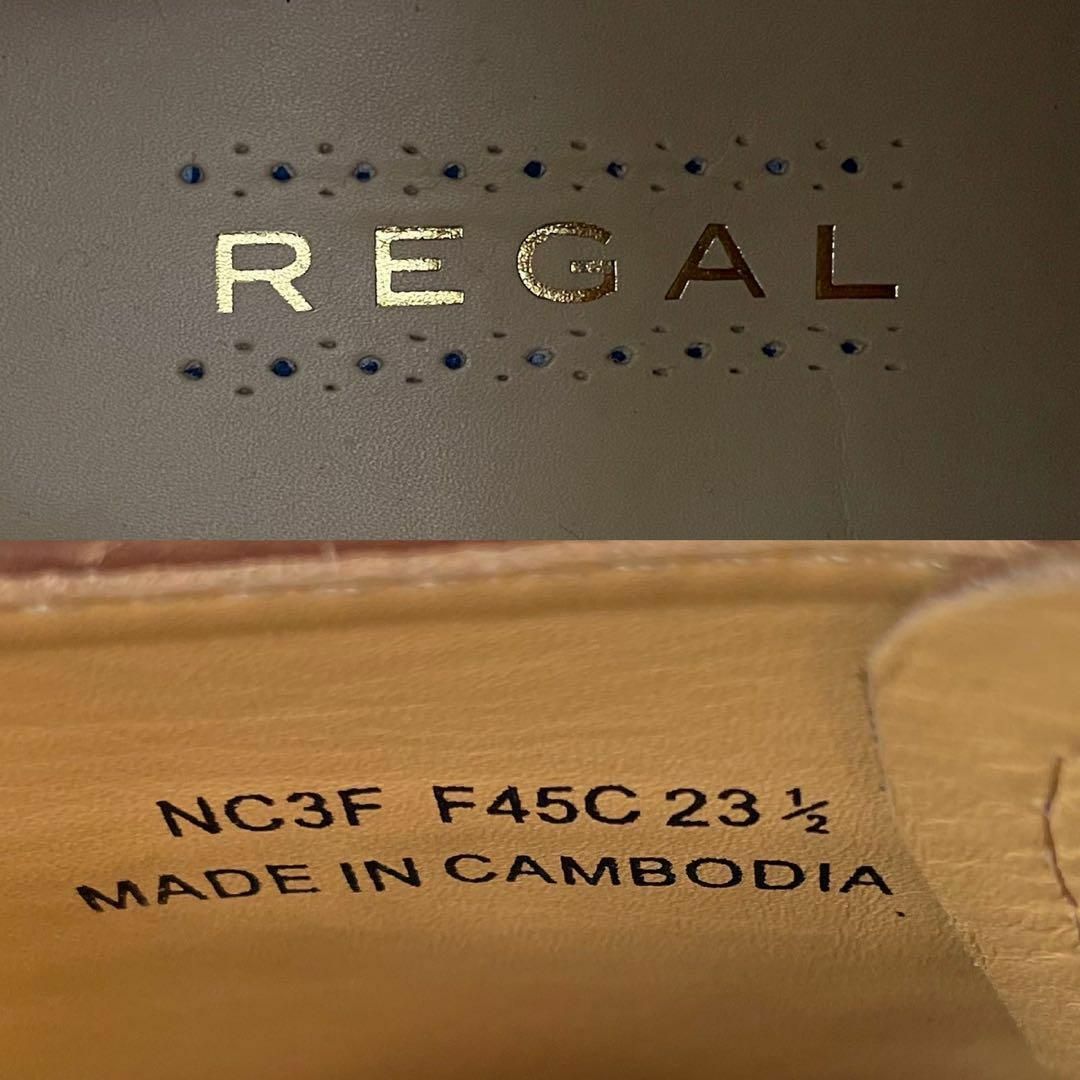 REGAL
NC3F F45C 23 ½
MADE IN CAMBODIA